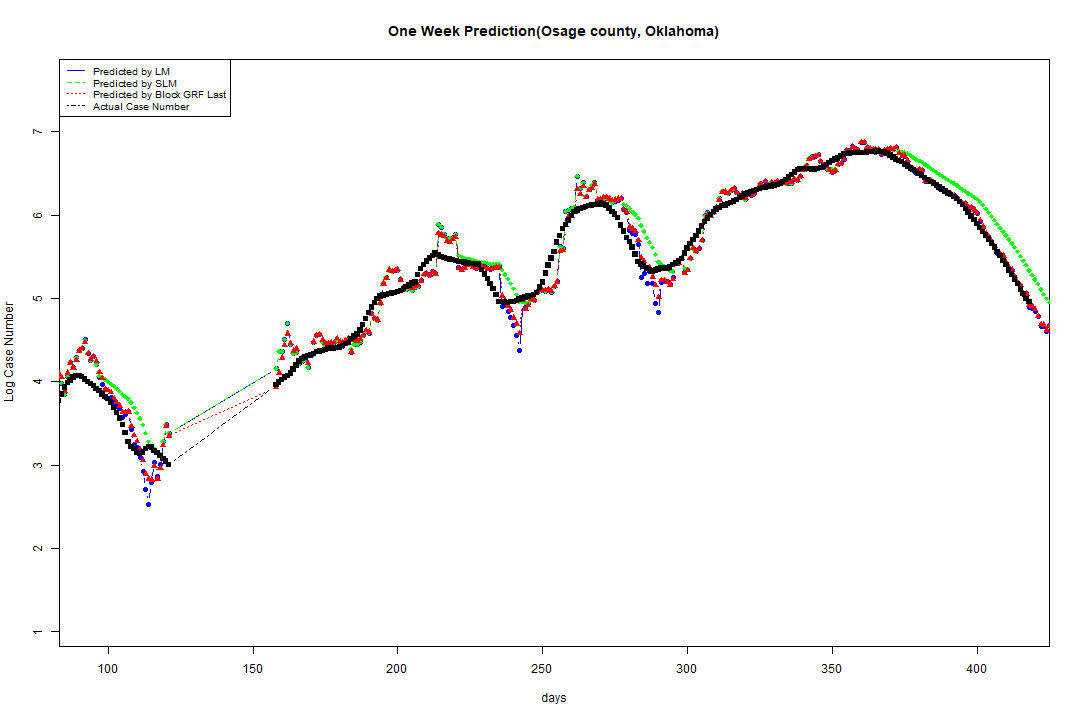 One Week Prediction(Osage county, Oklahoma)
Predicted by LM
Predicted by SLM
Predicted by Block GRF Last
Actual Case Number
7
6
5
4
3
2
1
Log Case Number
100 150 200 250 300 350 400
days